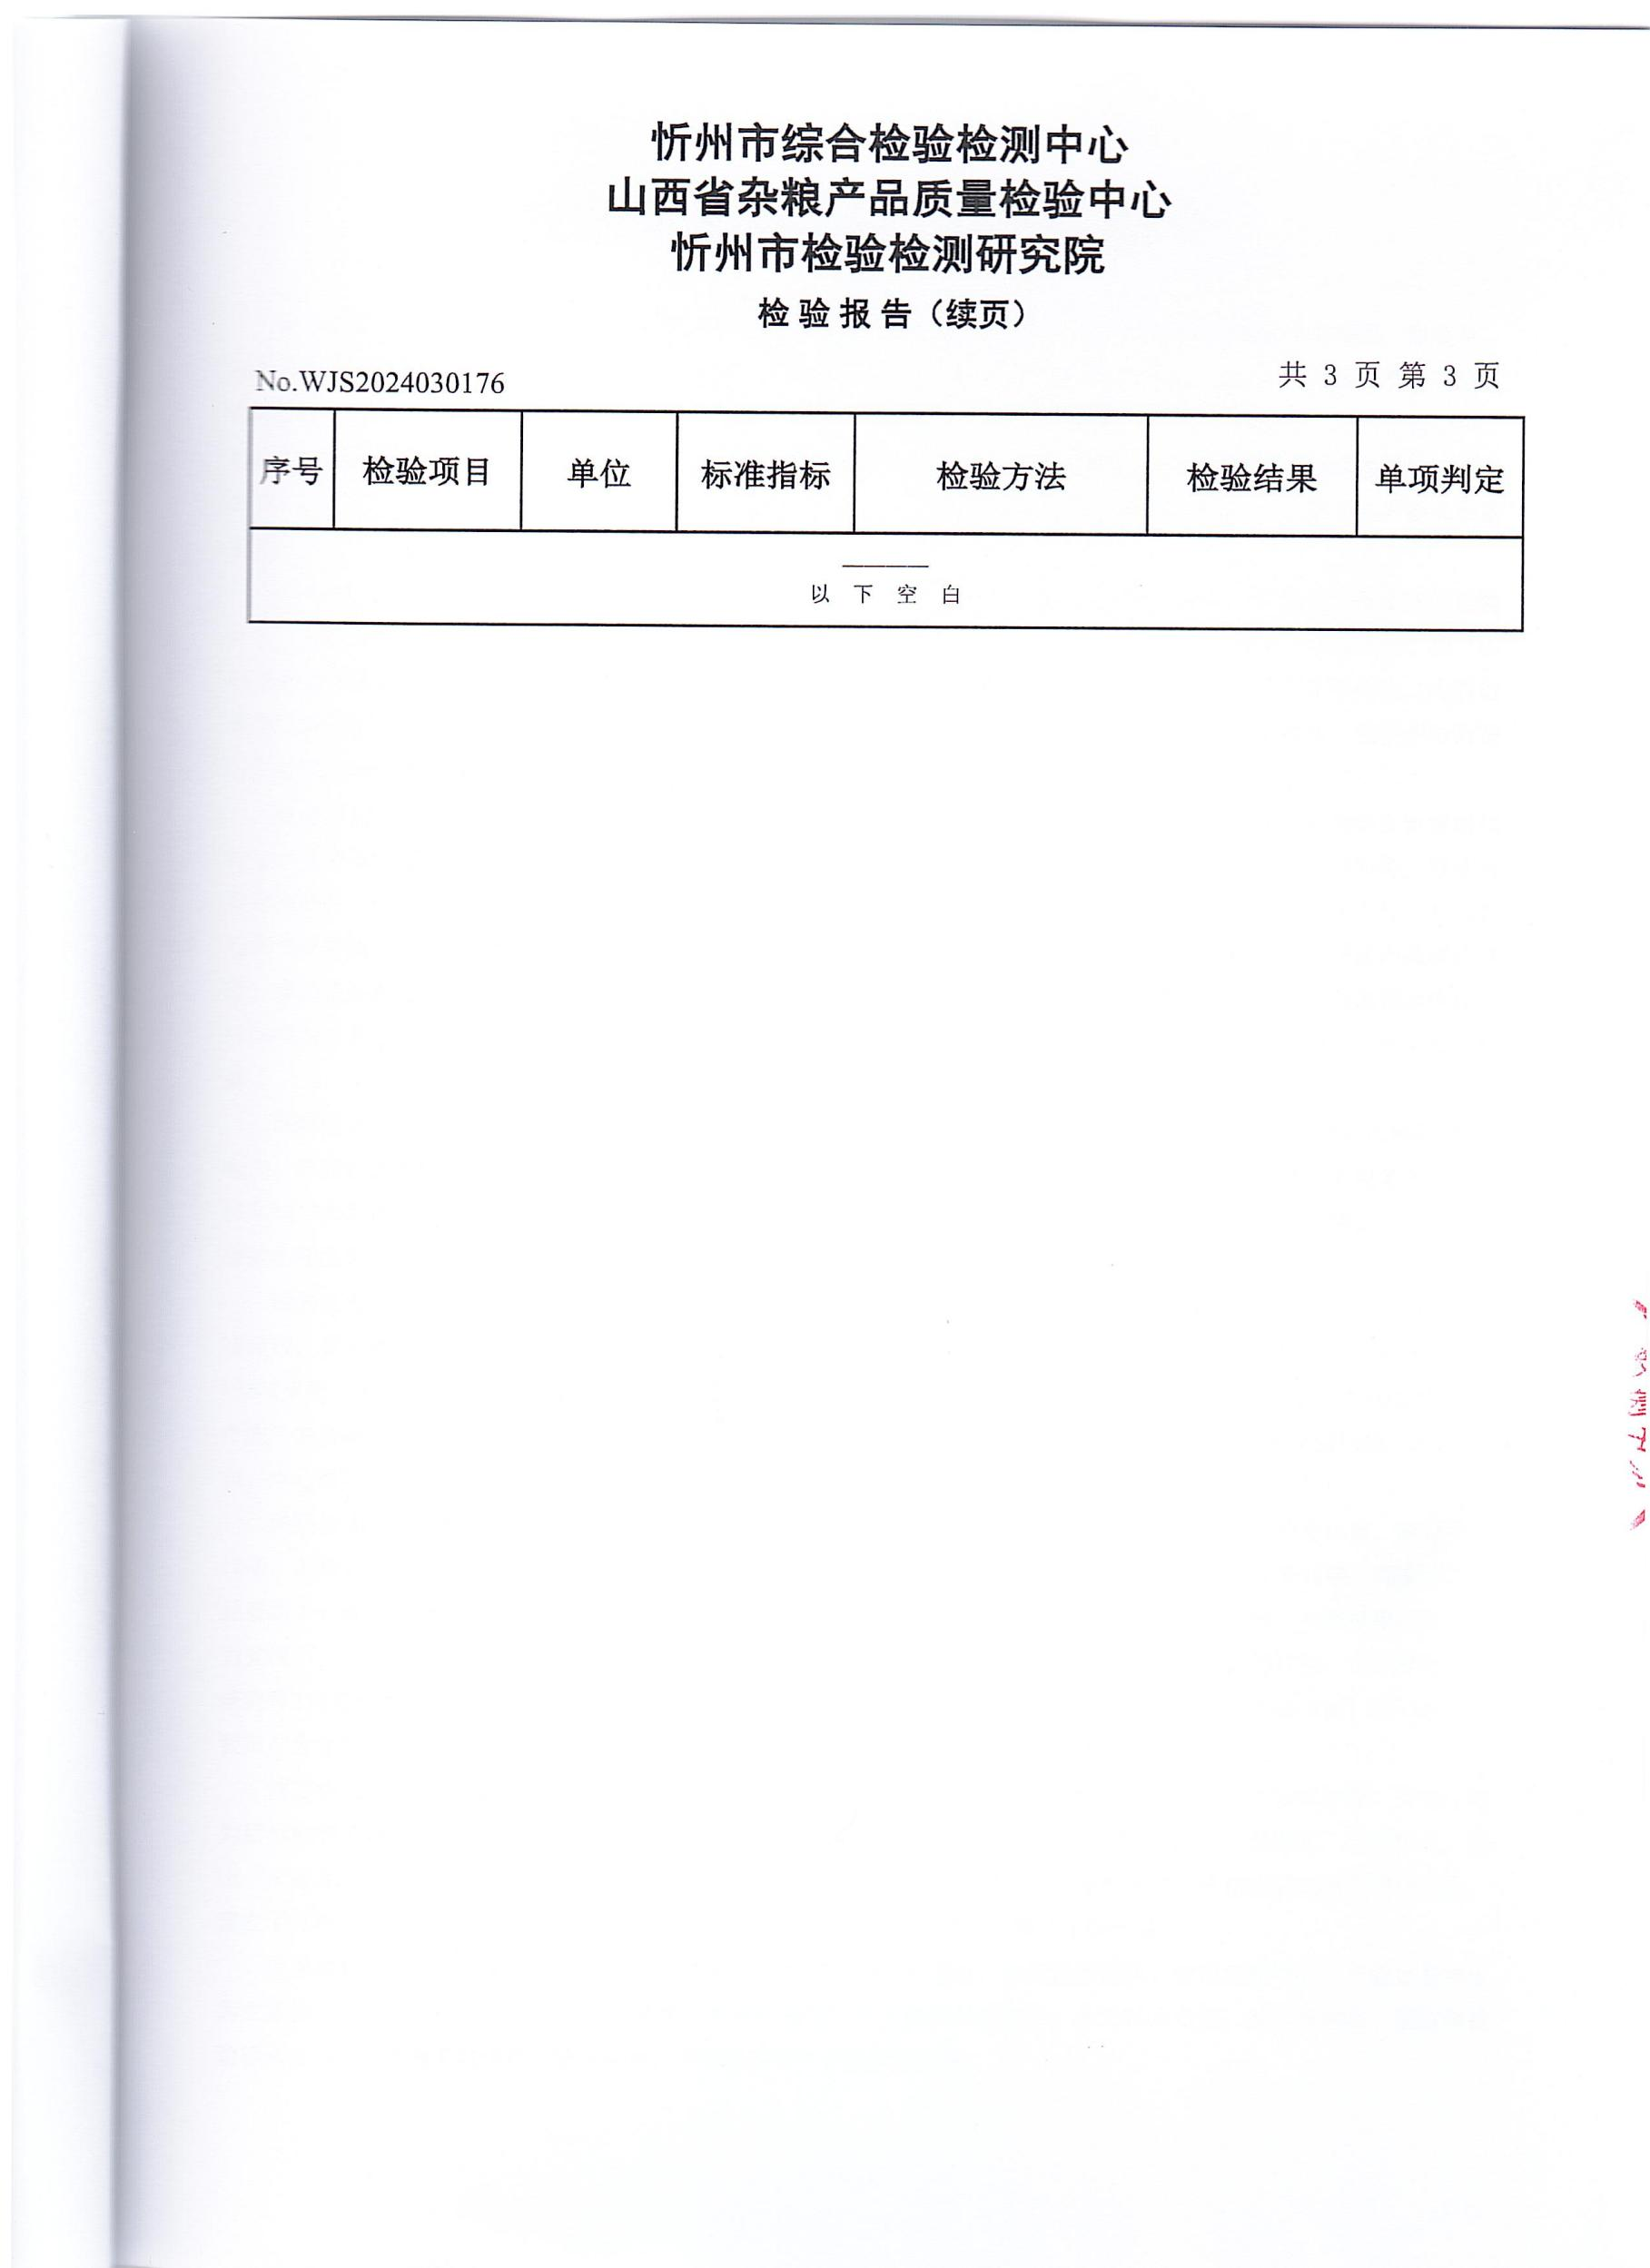 忻州市综合检验检测中心
山西省杂粮产品质量检验中心
忻州市检验检测研究院
检验报告（续页）
No.WJS2024030176
共 3 页 第 3 页
序号 检验项目 单位 标准指标 检验方法 检验结果 单项判定
以下空白